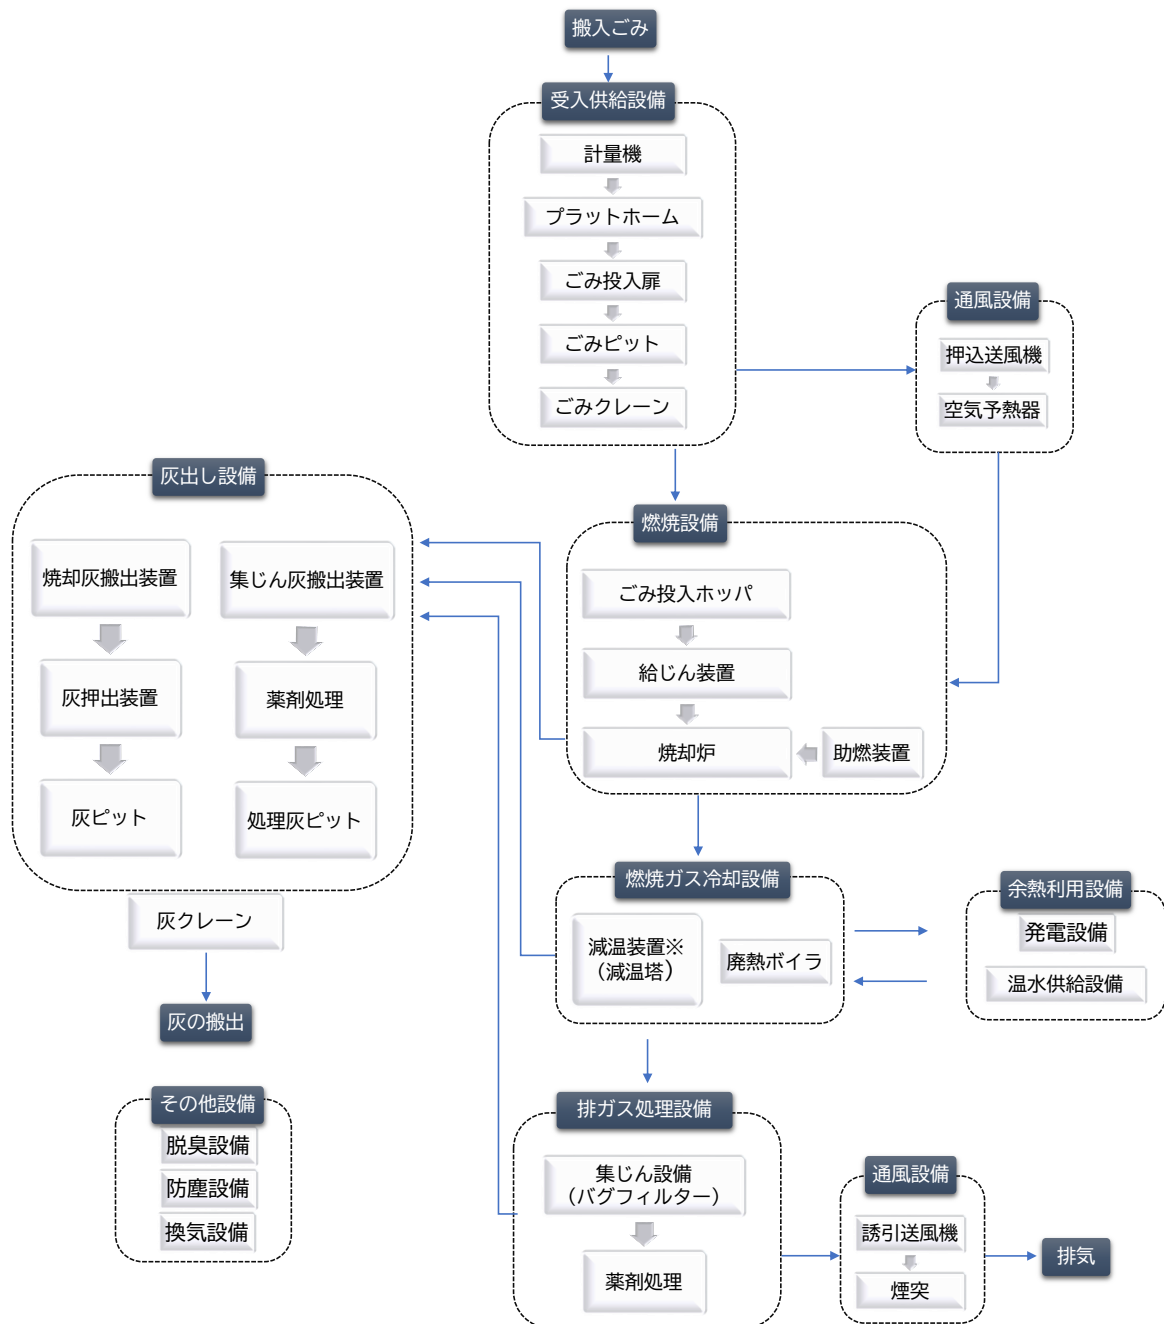 搬入ごみ
受入供給設備
計量機
プラットホーム
ごみ投入扉
ごみピット
ごみクレーン
通風設備
押込送風機
空気予熱器
灰出し設備
焼却灰搬出装置
集じん灰搬出装置
灰押出装置
薬剤処理
灰ピット
処理灰ピット
灰クレーン
灰の搬出
燃焼設備
ごみ投入ホッパ
給じん装置
焼却炉
助燃装置
燃焼ガス冷却設備
減温装置※
（減温塔）
廃熱ボイラ
余熱利用設備
発電設備
温水供給設備
その他設備
脱臭設備
防塵設備
換気設備
排ガス処理設備
集じん設備
（バグフィルター）
薬剤処理
通風設備
誘引送風機
煙突
排気